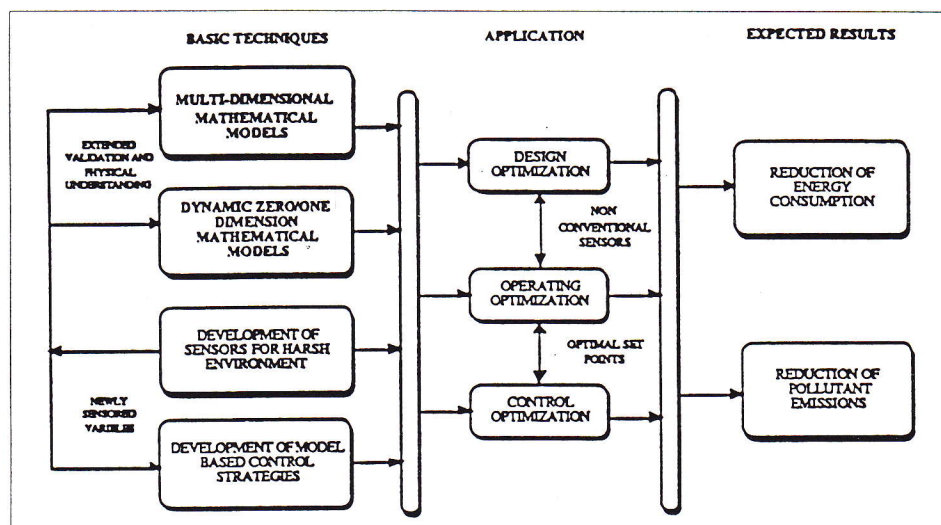 BASIC TECHNIQUES
APPLICATION
EXPECTED RESULTS
MULTI-DIMENSIONAL
MATHEMATICAL
MODELS
EXTENDED
VALIDATION AND
PHYSICAL
UNDERSTANDING
DYNAMIC ZERO/ONE
DIMENSION
MATHEMATICAL
MODELS
DEVELOPMENT OF
SENSORS FOR HARSH
ENVIRONMENT
NEWLY
SENSORED
VARIBLES
DEVELOPMENT OF MODEL
BASED CONTROL
STRATEGIES
DESIGN
OPTIMIZATION
NON
CONVENTIONAL
SENSORS
OPERATING
OPTIMIZATION
OPTIMAL SET
POINTS
CONTROL
OPTIMIZATION
REDUCTION OF
ENERGY
CONSUMPTION
REDUCTION OF
POLLUTANT
EMISSIONS